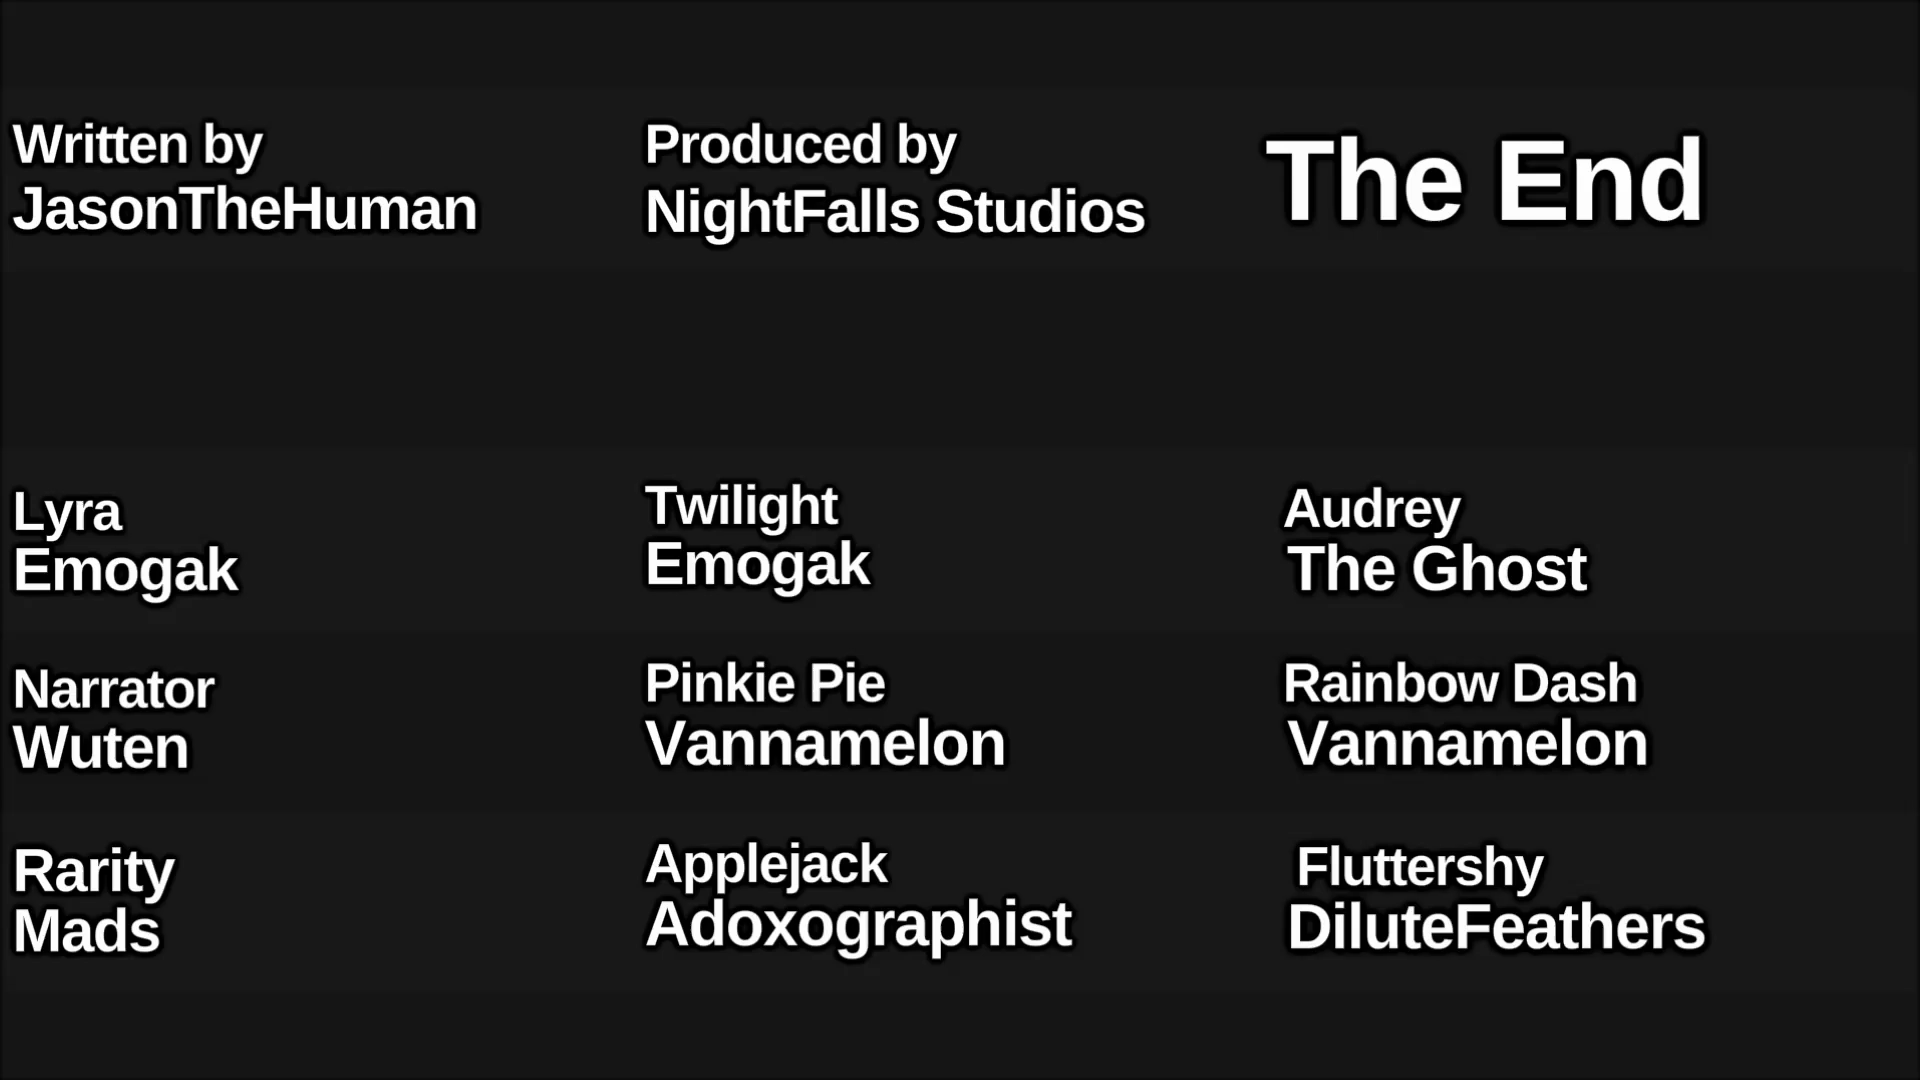 Written by
JasonTheHuman
Produced by
NightFalls Studios
The End
Lyra
Emogak
Twilight
Emogak
Audrey
The Ghost
Narrator
Wuten
Pinkie Pie
Vannamelon
Rainbow Dash
Vannamelon
Rarity
Mads
Applejack
Adoxographist
Fluttershy
DiluteFeathers